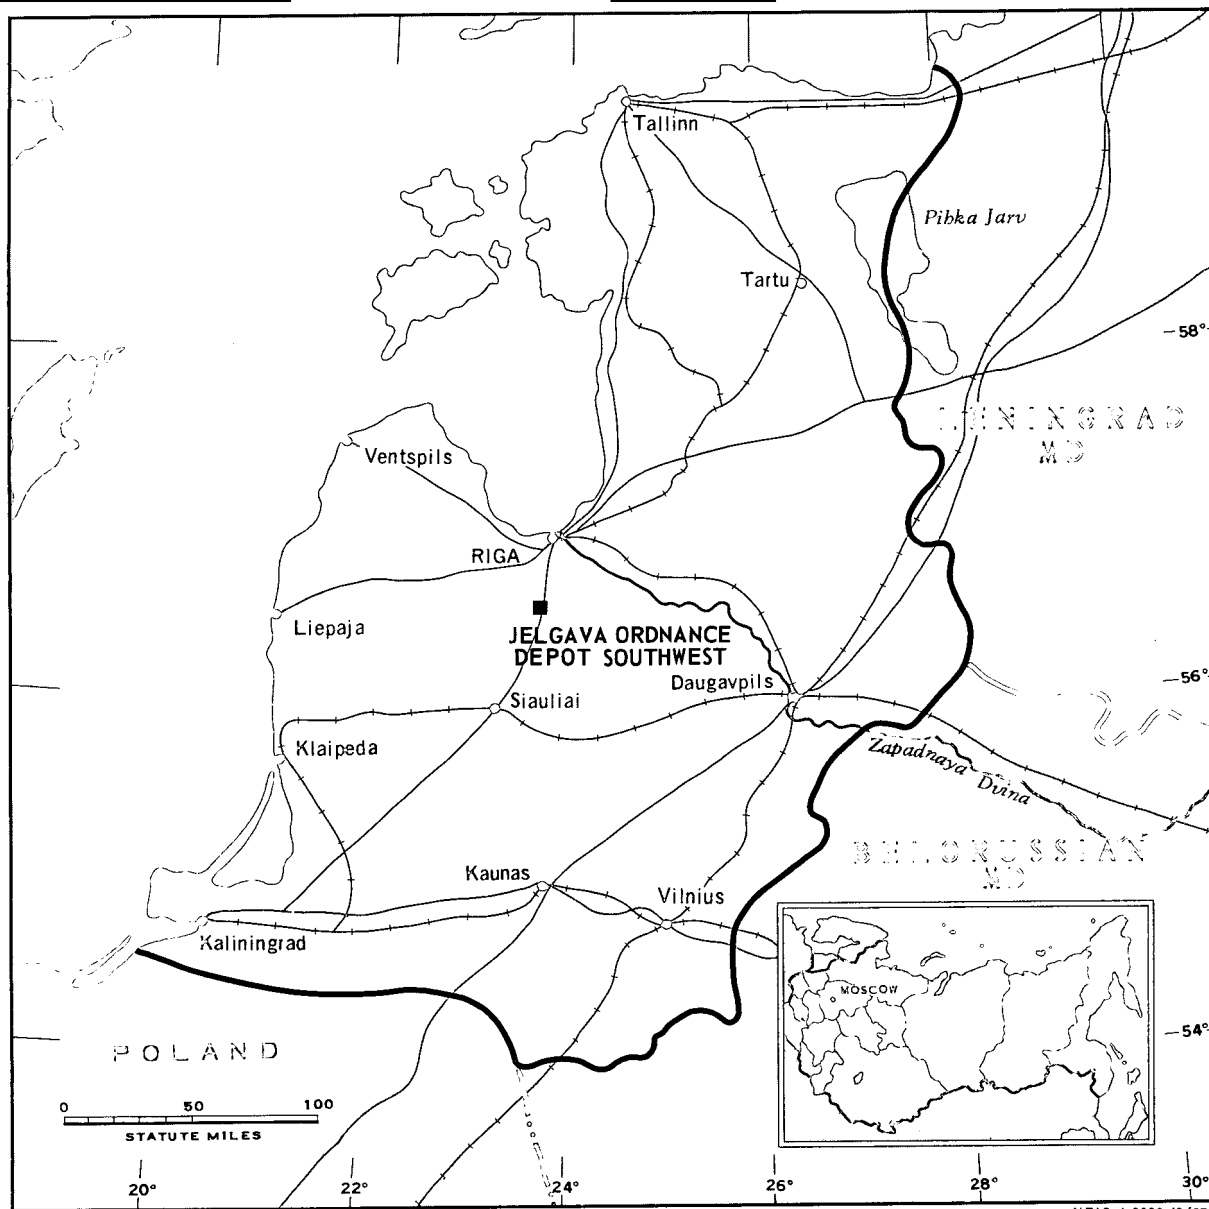 Tallinn
Pihka Jarv
Tartu
58°
LENINGRAD
MD
Ventspils
RIGA
Liepaja
JELGAVA ORDNANCE
DEPOT SOUTHWEST
Daugavpils
56°
Siauliai
Klaipeda
Zapadnaya Dvina
BELORUSSIAN
MD
Kaunas
Vilnius
Kaliningrad
MOSCOW
54°
POLAND
0 50 100
STATUTE MILES
20° 22° 24° 26° 28° 30°